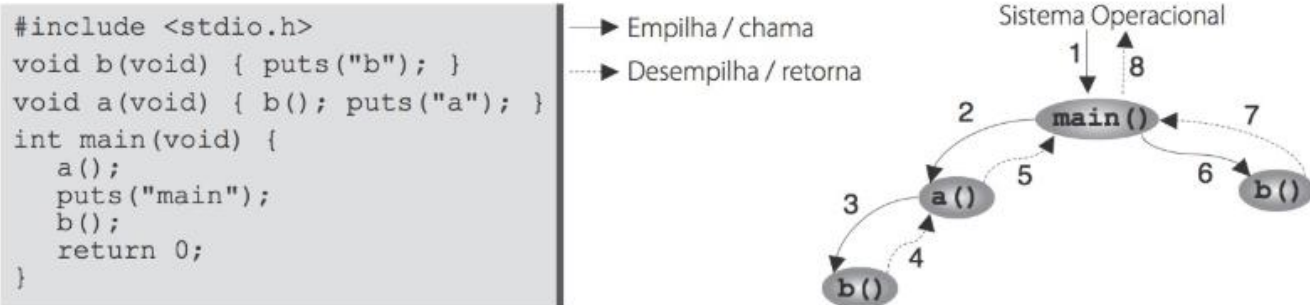 #include <stdio.h>
void b(void) { puts("b"); }
void a(void) { b(); puts("a"); }
int main(void) {
a();
puts("main");
b();
return 0;
}
Empilha / chama
Desempilha / retorna
Sistema Operacional
1
8
main()
2
7
5
6
a()
b()
3
4
b()